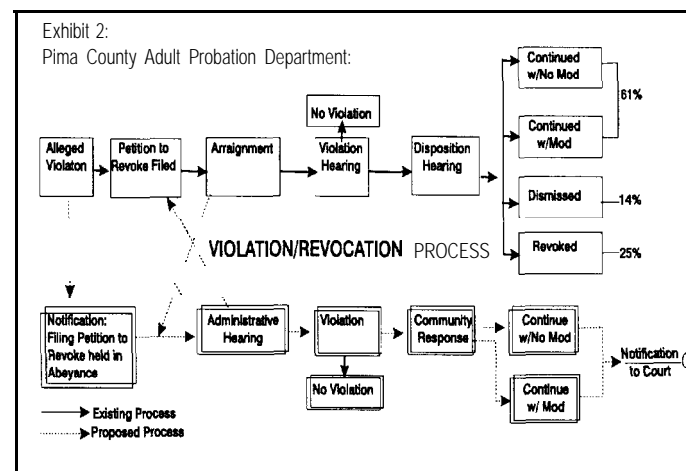 Exhibit 2:
Pima County Adult Probation Department:
Continued
w/No Mod
61%
No Violation
Continued
w/Mod
Alleged
Violaton
Petition to
Revoke Filed
Arraignment
Violation
Hearing
Disposition
Hearing
Dismissed
14%
VIOLATION/REVOCATION PROCESS
Revoked
25%
Notification:
Filing Petition to
Revoke held in
Abeyance
Administrative
Hearing
Violation
Community
Response
Continue
w/No Mod
Notification
to Court
No Violation
Continue
w/ Mod
Existing Process
Proposed Process